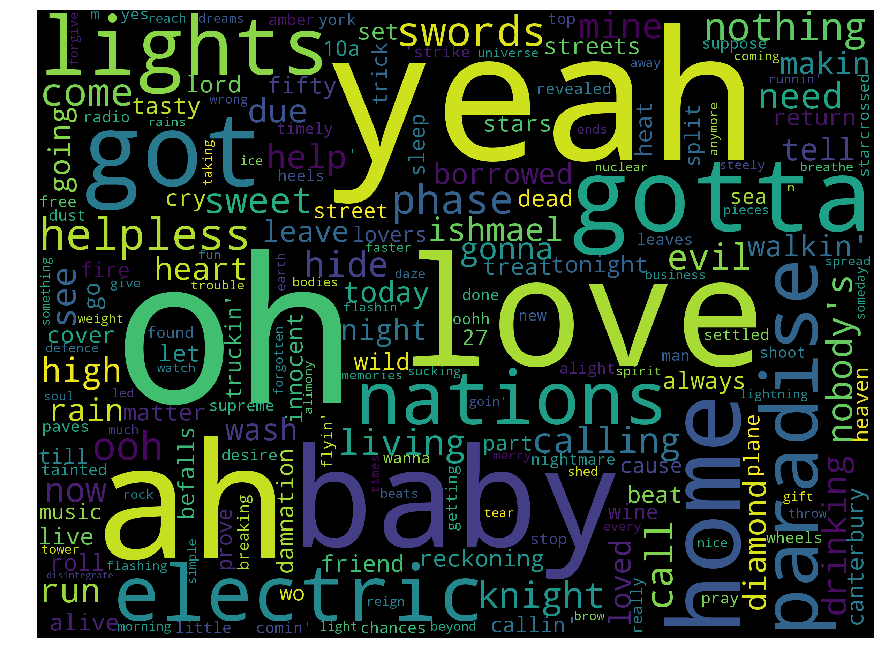 forgive m yes reach dreams amber york set swords mine top suppose nothing
lights yeah 10a trick streets strike universe away coming makin
come lord fifty revealed runnin' need
radio wrong tasty due stars ends heat split anymore return
going rains got timely sleep nuclear steely tell starcrossed
taking ice help' borrowed breathe
free heels cry sweet street phase dead gotta sea n pieces
dust helpless leave lovers ishmael leaves walkin'
something see fire fun heart earth hide faster gonna treat tonight evil spread someday
go give trouble bodies daze today flashin' done business
weight oh oohh 27 love new settled nobody's
cover found truckin' night man shoot
defence let watch innocent forgotten memories sucking wild alight spirit always lightning heaven
high soul led alimony supreme nations
rain matter flyin' goin' paradise
paves ooh much wash living part calling home diamond plane
till befalls desire wanna merry nightmare cause
tainted now ah baby times shed getting beat gift
music rock prove breaking damnation beats tear wine every throw drinking
live tower simple flashing friend reckoning stop loved call nice wheels canterbury
roll disintegrate wo
run electric knight really pray
alive morning little comin' reign light chances beyond callin' brow